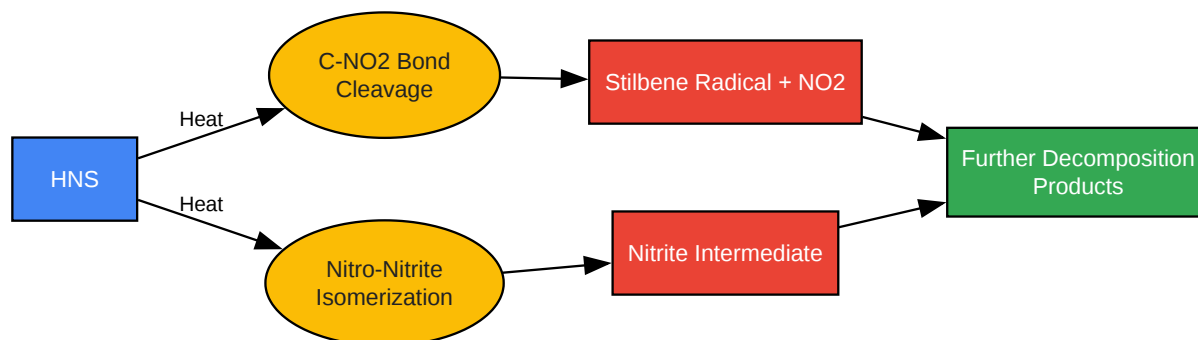 C-NO2 Bond
Cleavage
Stilbene Radical + NO2
Heat
HNS
Further Decomposition
Products
Heat
Nitro-Nitrite
Isomerization
Nitrite Intermediate